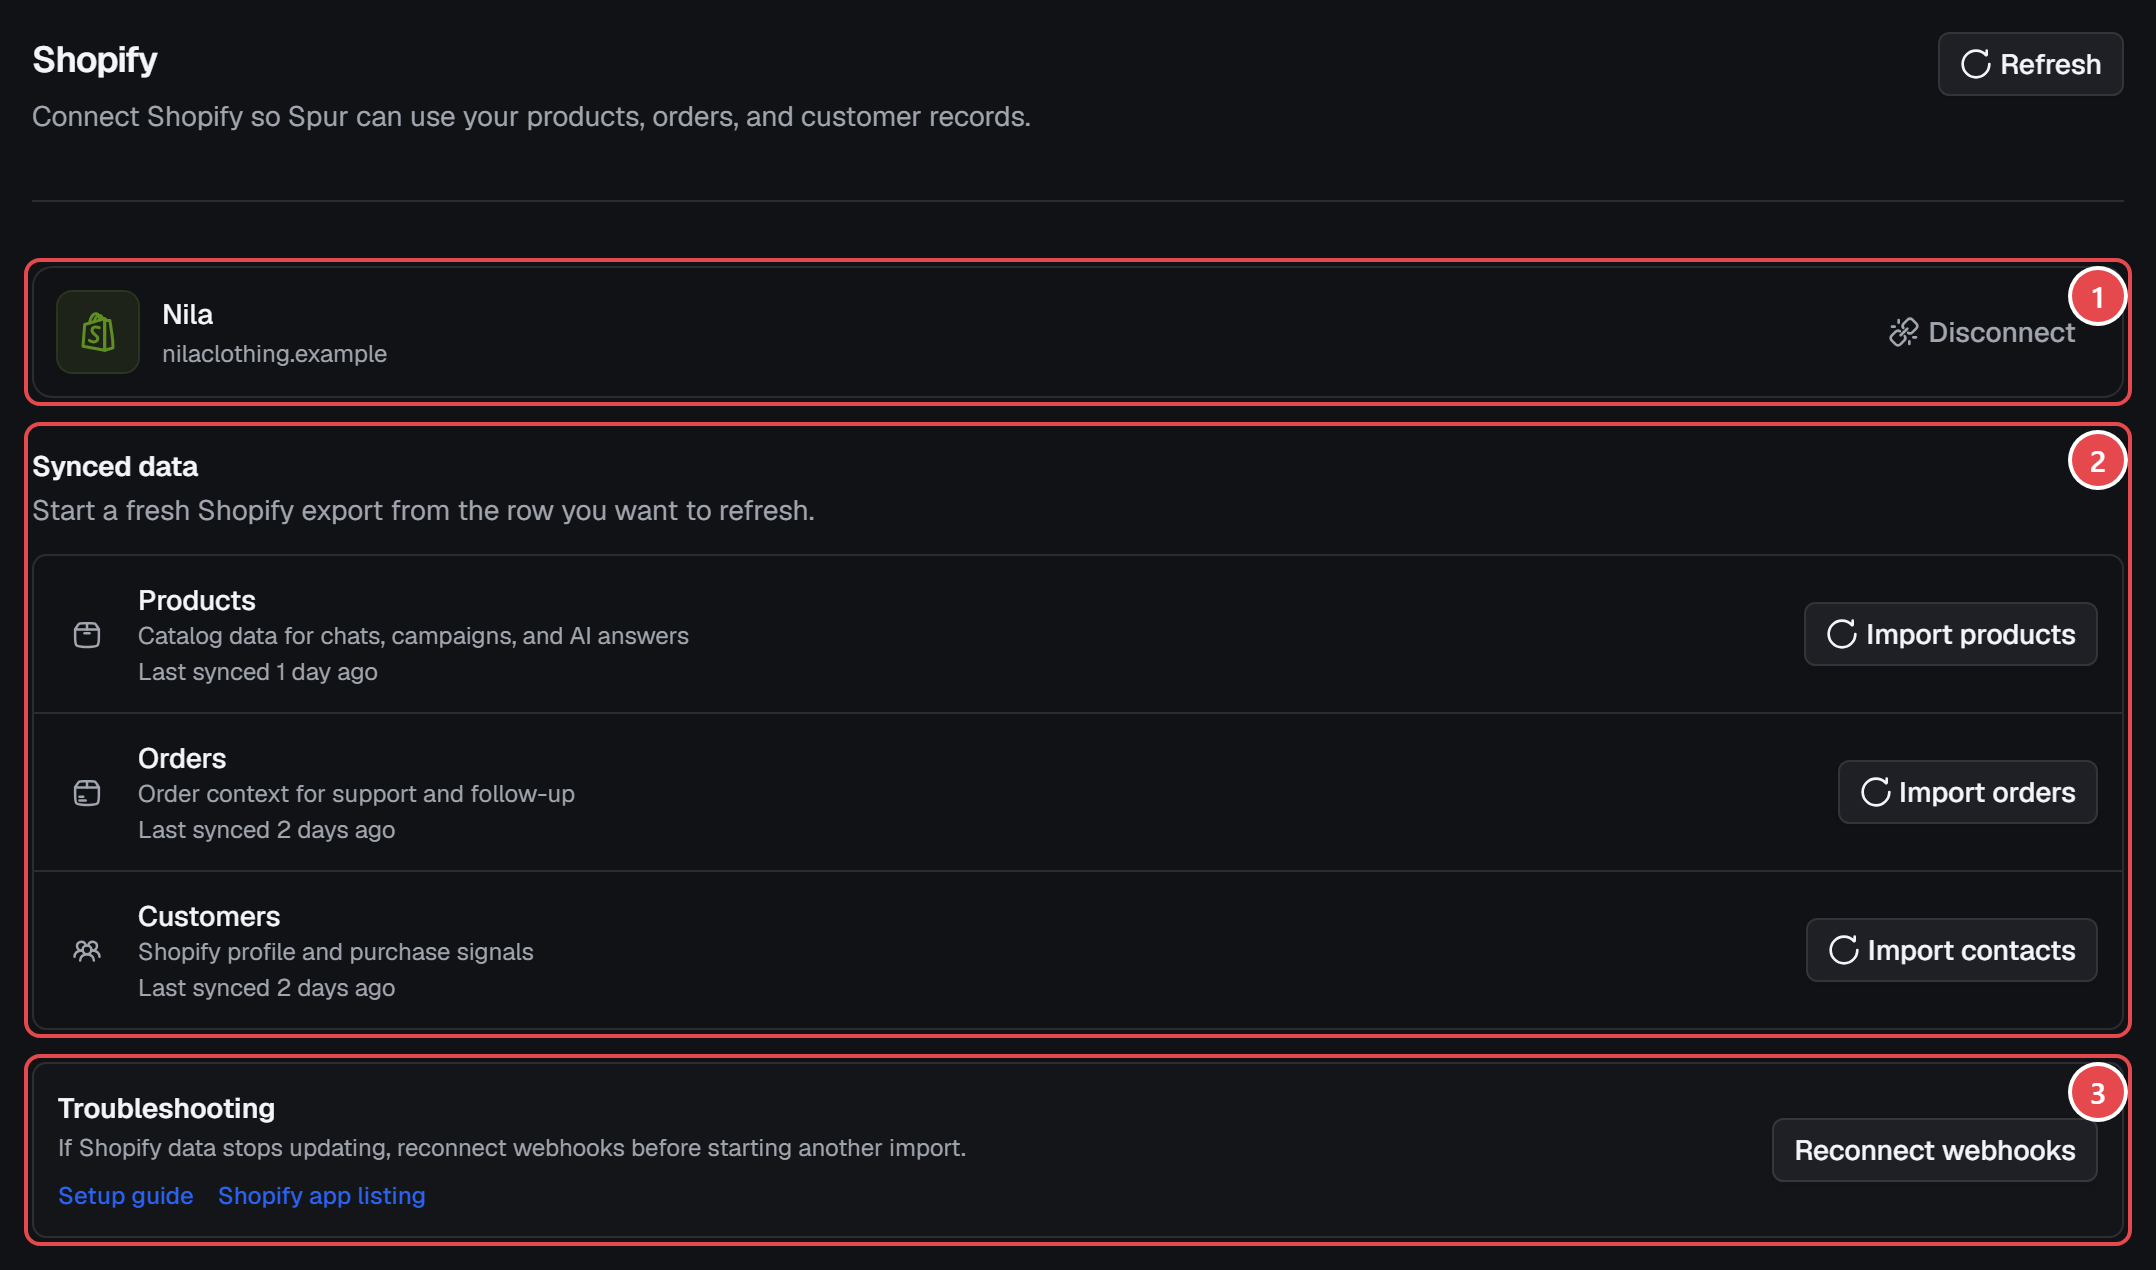 Shopify
Refresh
Connect Shopify so Spur can use your products, orders, and customer records.
1
Nila
nilaclothing.example
Disconnect
2
Synced data
Start a fresh Shopify export from the row you want to refresh.
Products
Catalog data for chats, campaigns, and AI answers
Last synced 1 day ago
Import products
Orders
Order context for support and follow-up
Last synced 2 days ago
Import orders
Customers
Shopify profile and purchase signals
Last synced 2 days ago
Import contacts
3
Troubleshooting
If Shopify data stops updating, reconnect webhooks before starting another import.
Reconnect webhooks
Setup guide Shopify app listing